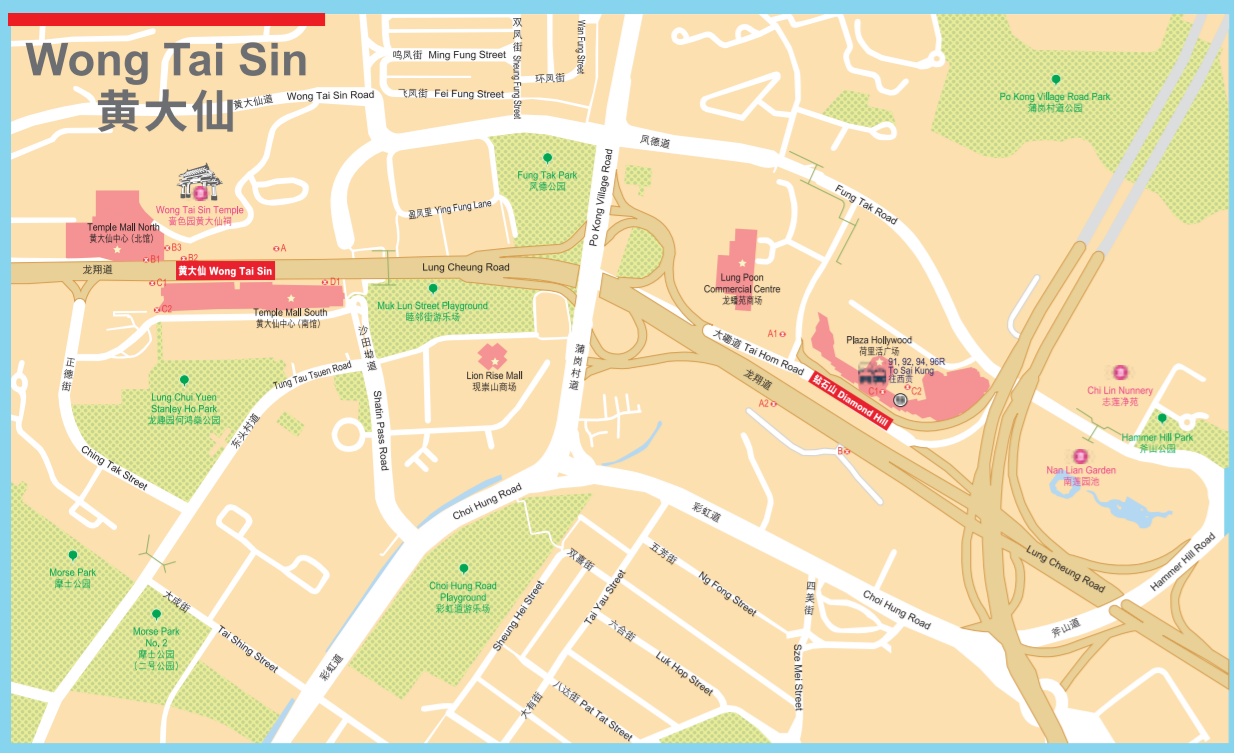 Wong Tai Sin
黄大仙
黄大仙道 Wong Tai Sin Road
鸣凤街 Ming Fung Street
飞凤街 Fei Fung Street
双凤街 Sheung Fung Street
Wan Fung Street
环凤街
Po Kong Village Road Park
蒲岗村道公园
凤德道
Fung Tak Road
Fung Tak Park
凤德公园
Po Kong Village Road
盈凤里 Ying Fung Lane
Wong Tai Sin Temple
啬色园黄大仙祠
Temple Mall North
黄大仙中心（北馆）
B3
B1
B2
A
龙翔道
黄大仙 Wong Tai Sin
Lung Cheung Road
C1
D1
C2
Temple Mall South
黄大仙中心（南馆）
Muk Lun Street Playground
睦邻街游乐场
Lung Poon
Commercial Centre
龙蟠苑商场
正德街
沙田坳道
Shatin Pass Road
Tung Tau Tsuen Road
东头村道
Lion Rise Mall
现崇山商场
蒲岗村道
A1
大磡道 Tai Hom Road
龙翔道
Plaza Hollywood
荷里活广场
91, 92, 94, 96R
To Sai Kung
往西贡
C1
C2
钻石山 Diamond Hill
A2
B
Chi Lin Nunnery
志莲净苑
Hammer Hill Park
斧山公园
Nan Lian Garden
南莲园池
Lung Chui Yuen
Stanley Ho Park
龙趣园何鸿燊公园
Ching Tak Street
Choi Hung Road
彩虹道
Morse Park
摩士公园
Morse Park
No. 2
摩士公园
（二号公园）
大成街
Tai Shing Street
彩虹道
Choi Hung Road
Playground
彩虹道游乐场
双喜街
Sheung Hei Street
五芳街
Ng Fong Street
Tai Yau Street
大有街
六合街
Luk Hop Street
八达街 Pat Tat Street
四美街
Sze Mei Street
Choi Hung Road
Lung Cheung Road
Hammer Hill Road
斧山道